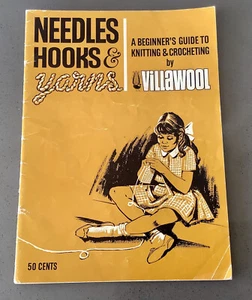 NEEDLES
HOOKS &
yarns
A BEGINNER'S GUIDE TO
KNITTING & CROCHETING
by
VILLAWOOL
50 CENTS